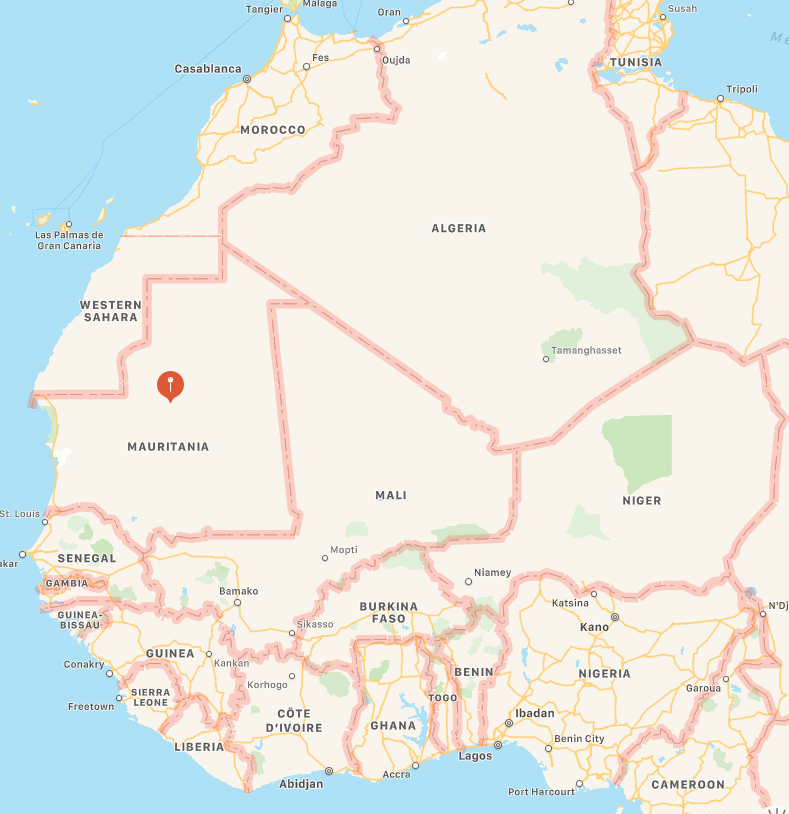 Tangier
Malaga
Oran
Susah
Me
Casablanca
Fes
Oujda
TUNISIA
Tripoli
MOROCCO
Las Palmas de
Gran Canaria
ALGERIA
WESTERN
SAHARA
Tamanghasset
MAURITANIA
MALI
NIGER
St. Louis
Mopti
SENEGAL
akar
GAMBIA
Niamey
Bamako
Katsina
N'Dj
GUINEA-
BISSAU
BURKINA
FASO
Kano
Sikasso
GUINEA
Kankan
Conakry
Korhogo
BENIN
NIGERIA
Garoua
SIERRA
LEONE
TOGO
Freetown
CÔTE
D'IVOIRE
GHANA
Ibadan
LIBERIA
Benin City
Lagos
Abidjan
Accra
Port Harcourt
CAMEROON